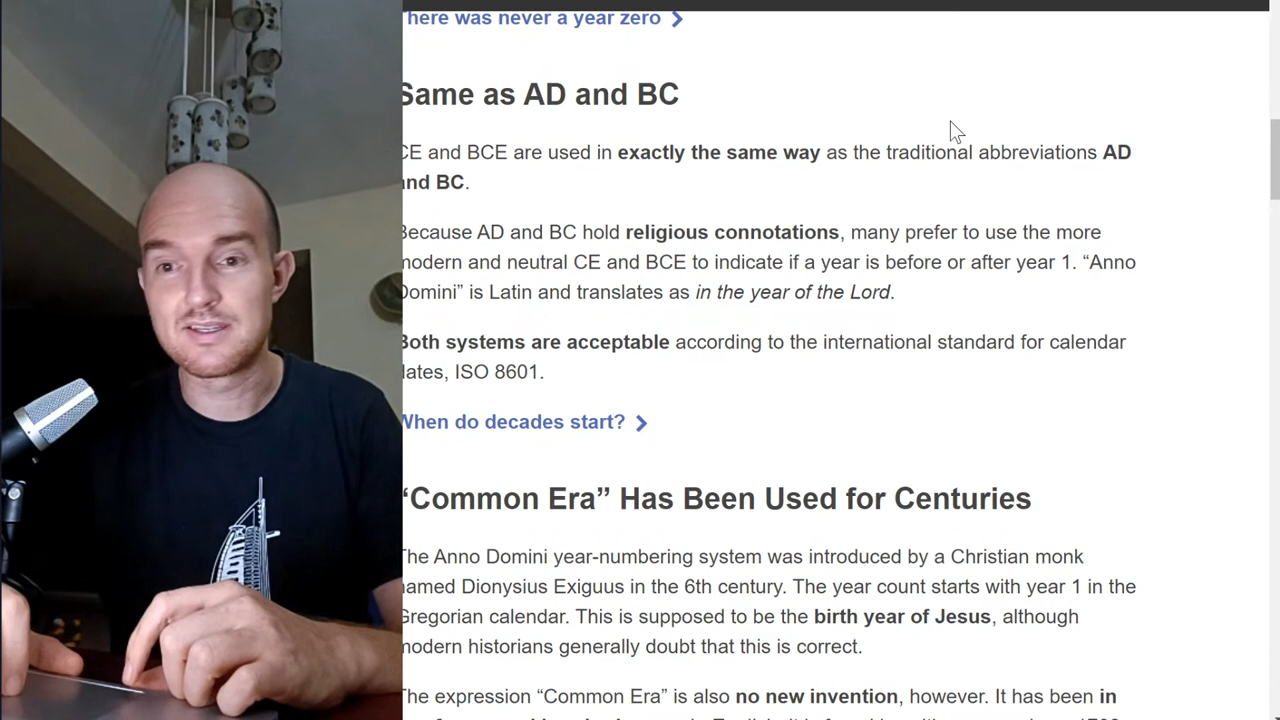 here was never a year zero
Same as AD and BC
CE and BCE are used in exactly the same way as the traditional abbreviations AD
and BC.
Because AD and BC hold religious connotations, many prefer to use the more
modern and neutral CE and BCE to indicate if a year is before or after year 1. “Anno
Domini” is Latin and translates as in the year of the Lord.
Both systems are acceptable according to the international standard for calendar
dates, ISO 8601.
When do decades start?
“Common Era” Has Been Used for Centuries
The Anno Domini year-numbering system was introduced by a Christian monk
named Dionysius Exiguus in the 6th century. The year count starts with year 1 in the
Gregorian calendar. This is supposed to be the birth year of Jesus, although
modern historians generally doubt that this is correct.
The expression “Common Era” is also no new invention, however. It has been in